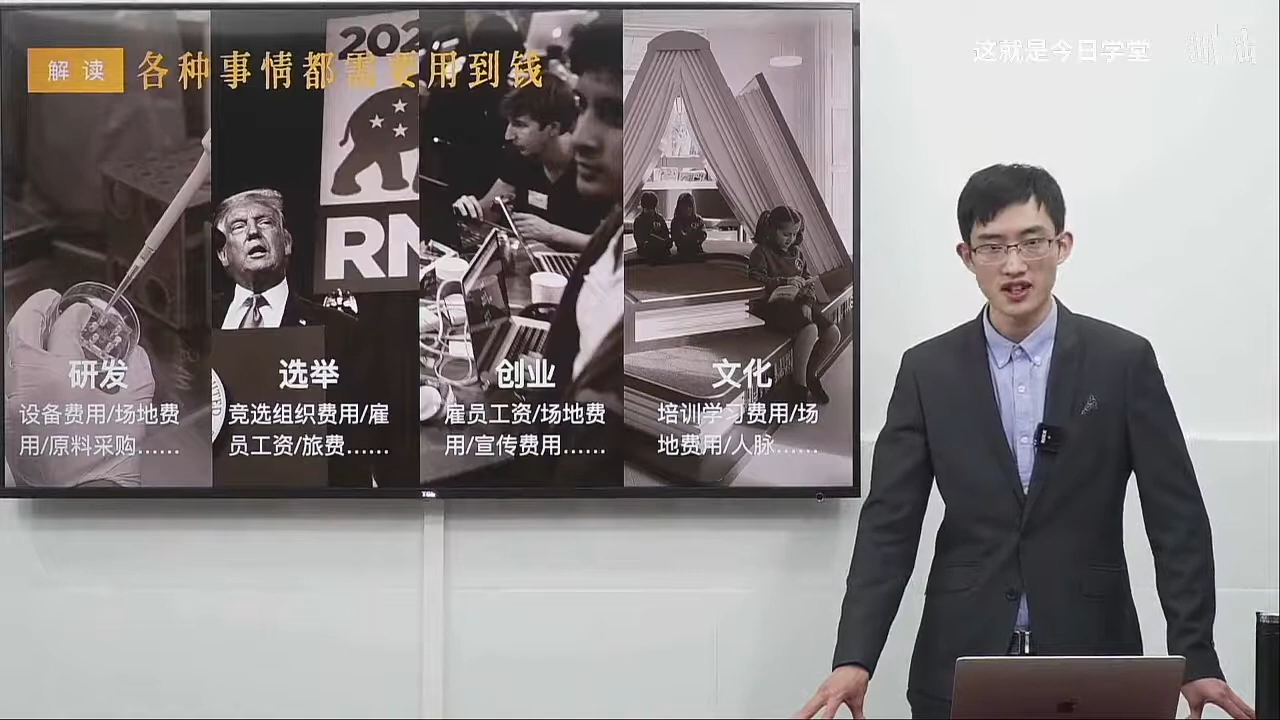 这就是今日学堂
解读
各种事情都需要用到钱
202
RN
研发
设备费用/场地费
用/原料采购......
选举
竞选组织费用/雇
员工资/旅费......
创业
雇员工资/场地费
用/宣传费用......
文化
培训学习费用/场
地费用/人脉......